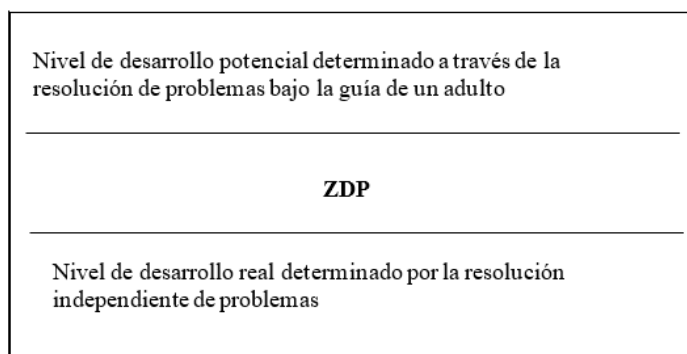 Nivel de desarrollo potencial determinado a través de la
resolución de problemas bajo la guía de un adulto
ZDP
Nivel de desarrollo real determinado por la resolución
independiente de problemas